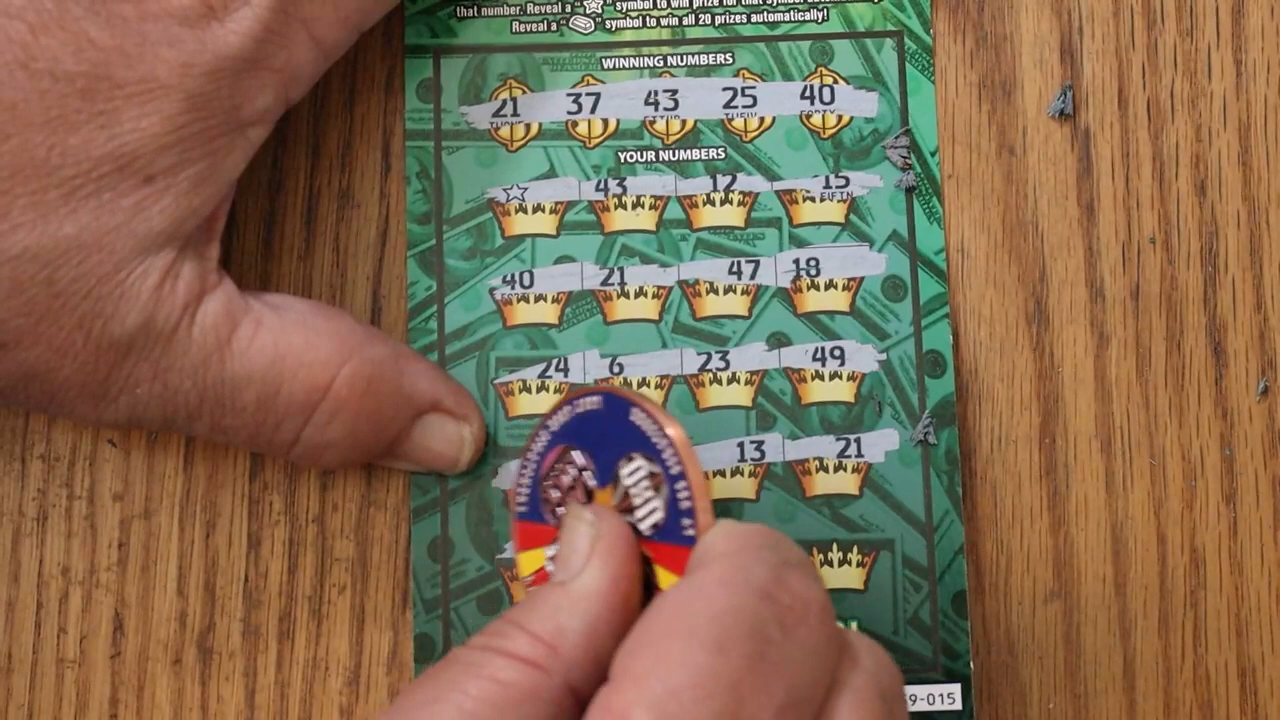 that number. Reveal a " " symbol to win prize for that symbol
Reveal a " " symbol to win all 20 prizes automatically!
WINNING NUMBERS
21 37 43 25 40
YOUR NUMBERS
43 12 15
FIFTN
40 21 47 18
24 6 23 49
13 21
9-015